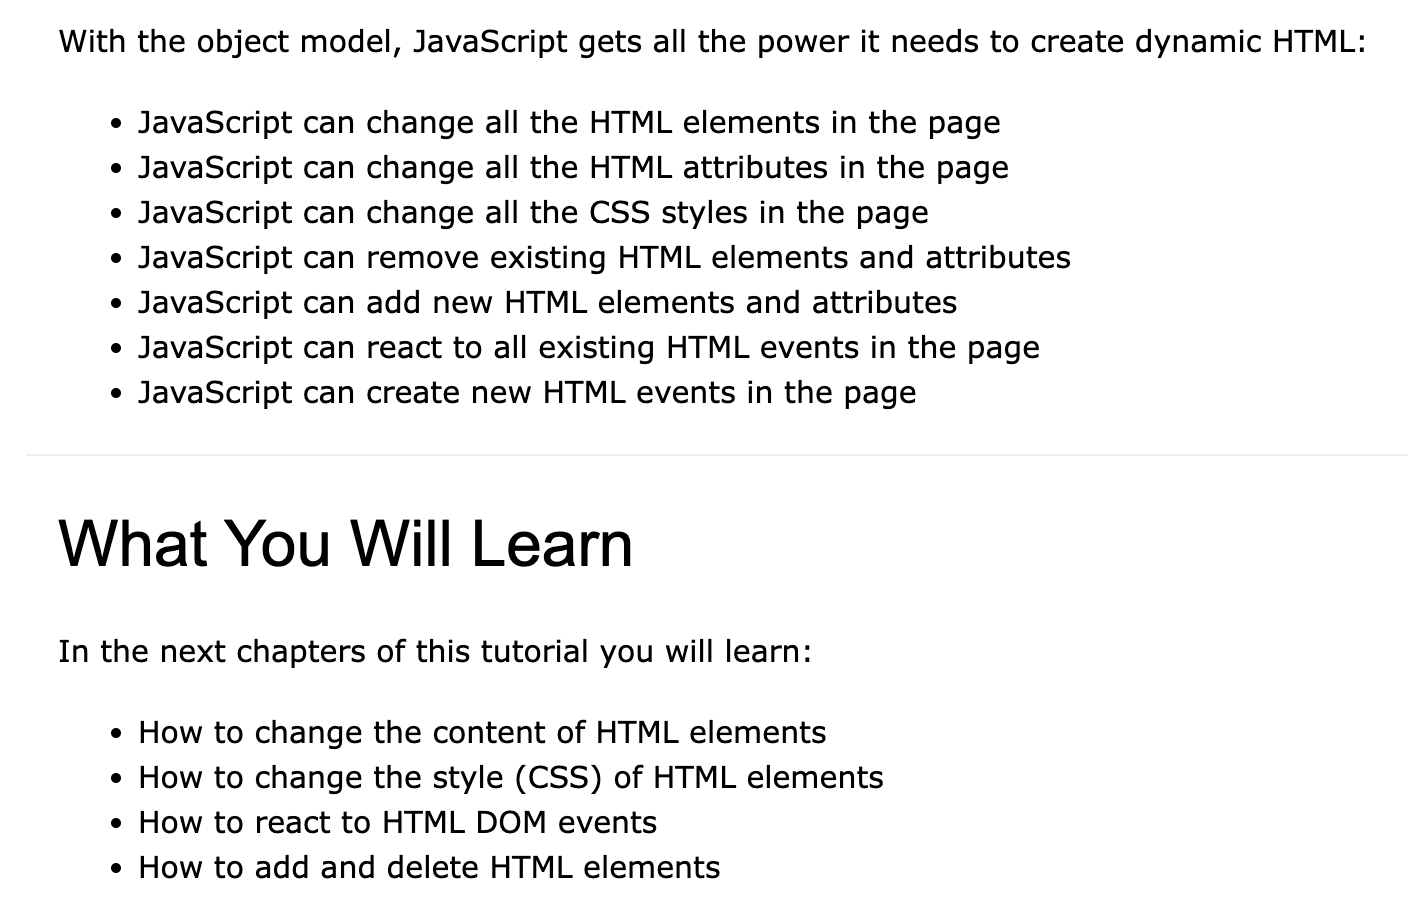 With the object model, JavaScript gets all the power it needs to create dynamic HTML:
• JavaScript can change all the HTML elements in the page
• JavaScript can change all the HTML attributes in the page
• JavaScript can change all the CSS styles in the page
• JavaScript can remove existing HTML elements and attributes
• JavaScript can add new HTML elements and attributes
• JavaScript can react to all existing HTML events in the page
• JavaScript can create new HTML events in the page
What You Will Learn
In the next chapters of this tutorial you will learn:
• How to change the content of HTML elements
• How to change the style (CSS) of HTML elements
• How to react to HTML DOM events
• How to add and delete HTML elements